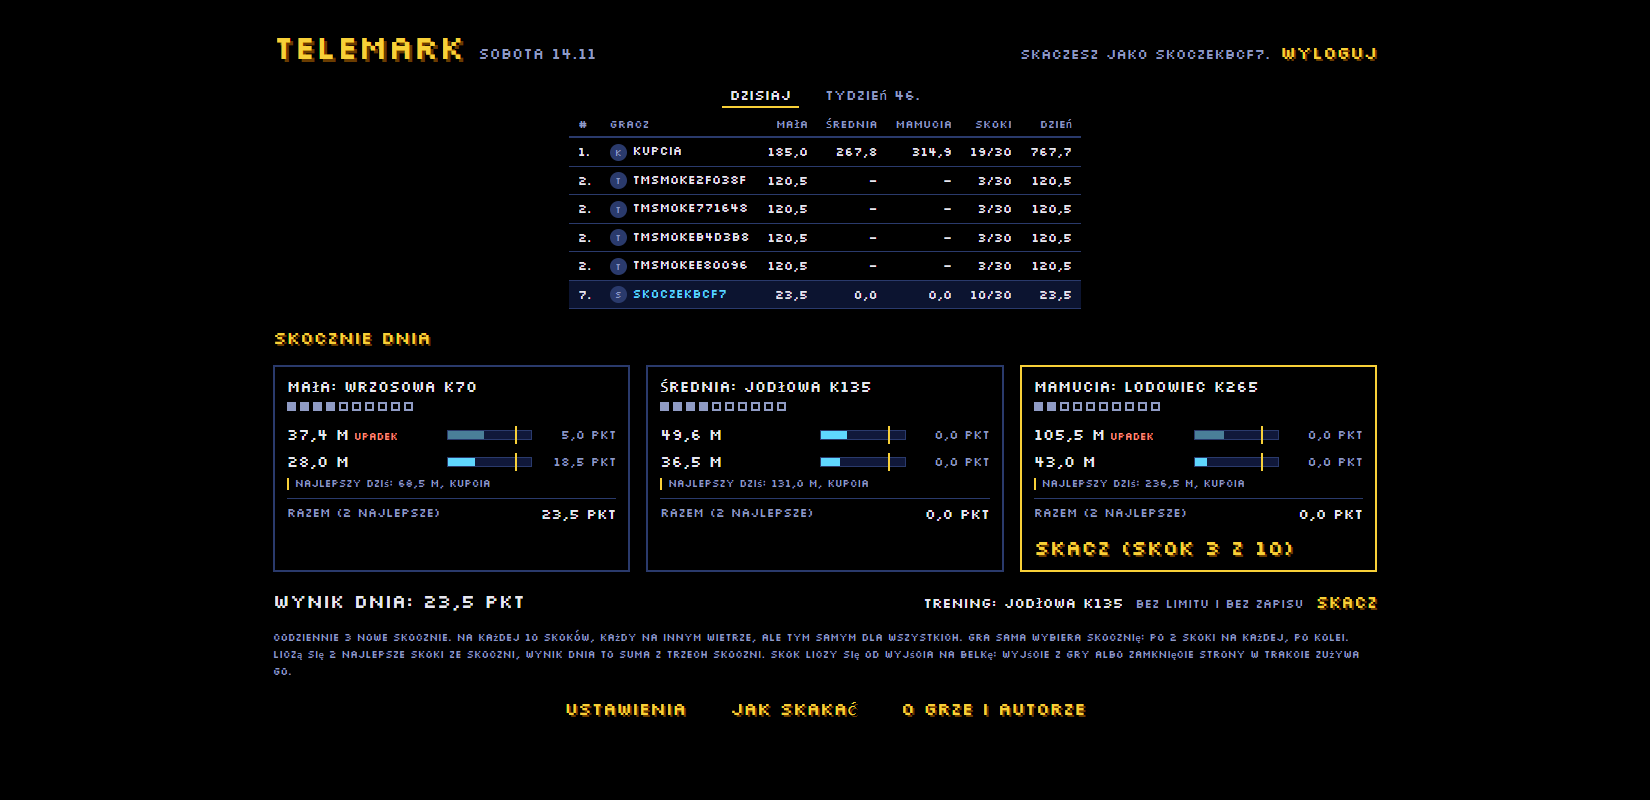 TELEMARK SOBOTA 14.11 SKACZESZ JAKO SKOCZEKBCF7. WYLOGUJ
DZISIAJ TYDZIEń 46.
# GRACZ MAłA ŚREDNIA MAMUCIA SKOKI DZIEń
1. K KUPCIA 185,0 267,8 314,9 19/30 767,7
2. T TMSMOKE2F038F 120,5 – – 3/30 120,5
2. T TMSMOKE771648 120,5 – – 3/30 120,5
2. T TMSMOKEB4D3B8 120,5 – – 3/30 120,5
2. T TMSMOKEE80096 120,5 – – 3/30 120,5
7. S SKOCZEKBCF7 23,5 0,0 0,0 10/30 23,5
SKOCZNIE DNIA
MAłA: WRZOSOWA K70
37,4 M UPADEK 5,0 PKT
28,0 M 18,5 PKT
NAJLEPSZY DZIś: 68,5 M, KUPCIA
RAZEM (2 NAJLEPSZE) 23,5 PKT
ŚREDNIA: JODłOWA K135
49,6 M 0,0 PKT
36,5 M 0,0 PKT
NAJLEPSZY DZIś: 131,0 M, KUPCIA
RAZEM (2 NAJLEPSZE) 0,0 PKT
MAMUCIA: LODOWIEC K265
105,5 M UPADEK 0,0 PKT
43,0 M 0,0 PKT
NAJLEPSZY DZIś: 236,5 M, KUPCIA
RAZEM (2 NAJLEPSZE) 0,0 PKT
SKACZ (SKOK 3 Z 10)
WYNIK DNIA: 23,5 PKT TRENING: JODłOWA K135 BEZ LIMITU I BEZ ZAPISU SKACZ
CODZIENNIE 3 NOWE SKOCZNIE. NA KAżDEJ 10 SKOKÓW, KAżDY NA INNYM WIETRZE, ALE TYM SAMYM DLA WSZYSTKICH. GRA SAMA WYBIERA SKOCZNIę: PO 2 SKOKI NA KAżDEJ, PO KOLEI.
LICZą SIę 2 NAJLEPSZE SKOKI ZE SKOCZNI, WYNIK DNIA TO SUMA Z TRZECH SKOCZNI. SKOK LICZY SIę OD WYJśCIA NA BELKę: WYJśCIE Z GRY ALBO ZAMKNIęCIE STRONY W TRAKCIE ZUżYWA
GO.
USTAWIENIA JAK SKAKAć O GRZE I AUTORZE